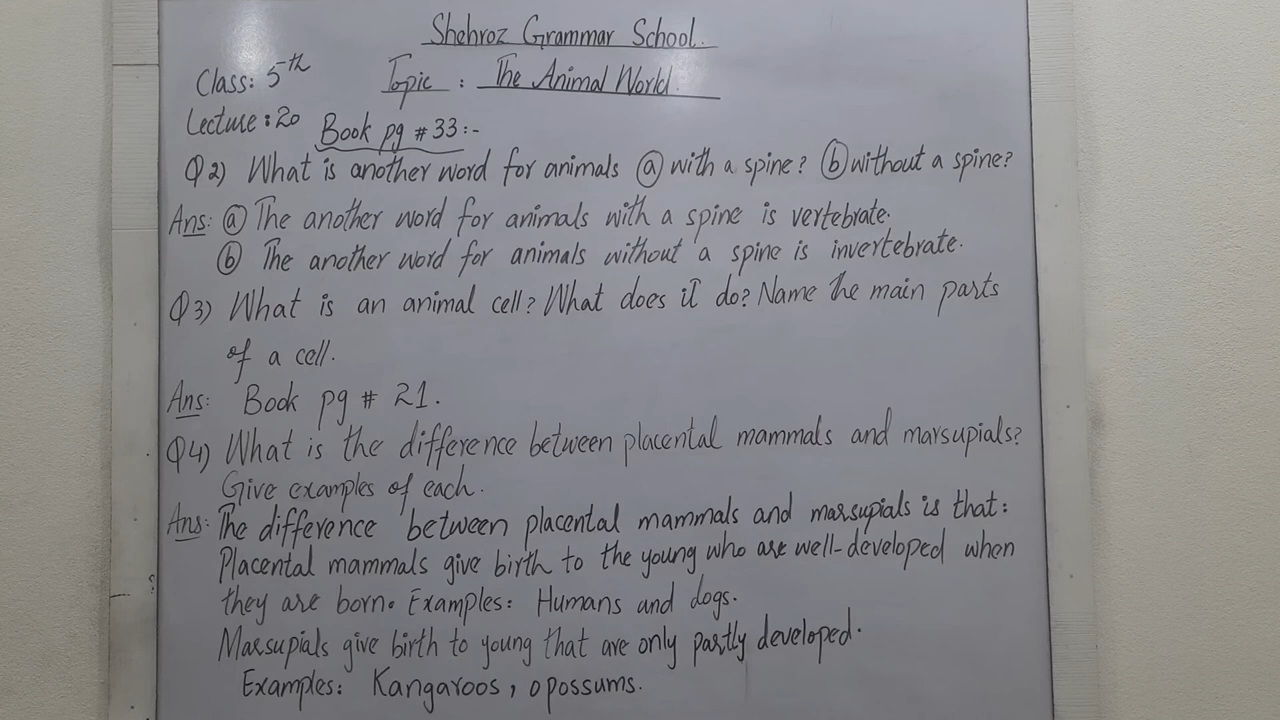 Shehroz Grammar School.
Class: 5th Topic : The Animal World.
Lecture: 20 Book pg # 33:-
Q2) What is another word for animals (a) with a spine? (b) without a spine?
Ans: (a) The another word for animals with a spine is vertebrate.
(b) The another word for animals without a spine is invertebrate.
Q3) What is an animal cell? What does it do? Name the main parts
of a cell.
Ans: Book pg # 21.
Q4) What is the difference between placental mammals and marsupials?
Give examples of each.
Ans: The difference between placental mammals and marsupials is that:
Placental mammals give birth to the young who are well-developed when
they are born. Examples: Humans and dogs.
Marsupials give birth to young that are only partly developed.
Examples: Kangaroos, opossums.